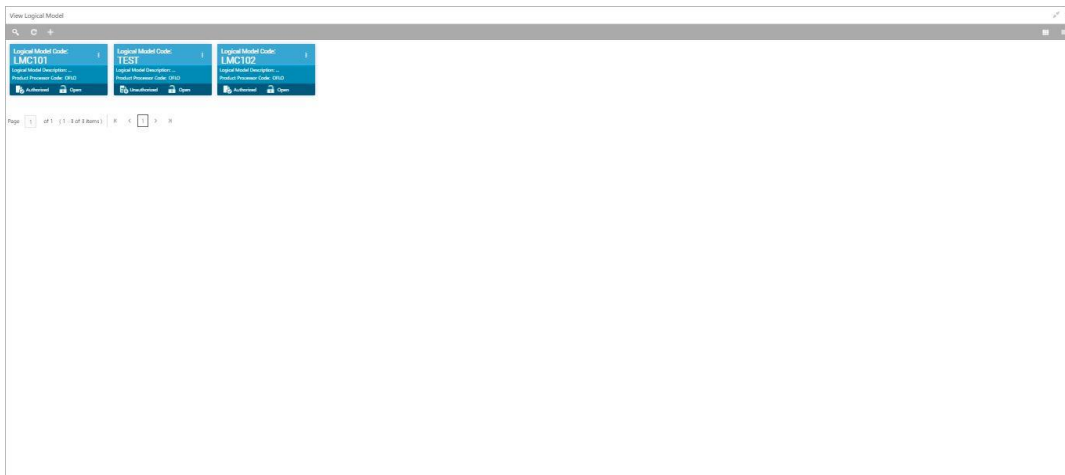 View Logical Model
Logical Model Code:
LMC101
Logical Model Description: ...
Product Processor Code: OFLO
Authorized Open
Logical Model Code:
TEST
Logical Model Description: ...
Product Processor Code: OFLO
Unauthorized Open
Logical Model Code:
LMC102
Logical Model Description: ...
Product Processor Code: OFLO
Authorized Open
Page 1 of 1 ( 1 - 3 of 3 items ) 1